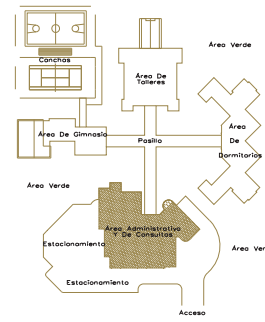 Área Verde
Canchas
Área De
Talleres
Área De Gimnasio
Pasillo
Área
De
Dormitorios
Área Verde
Área Administrativa
Y De Consultas
Estacionamiento
Área Ver
Estacionamiento
Acceso